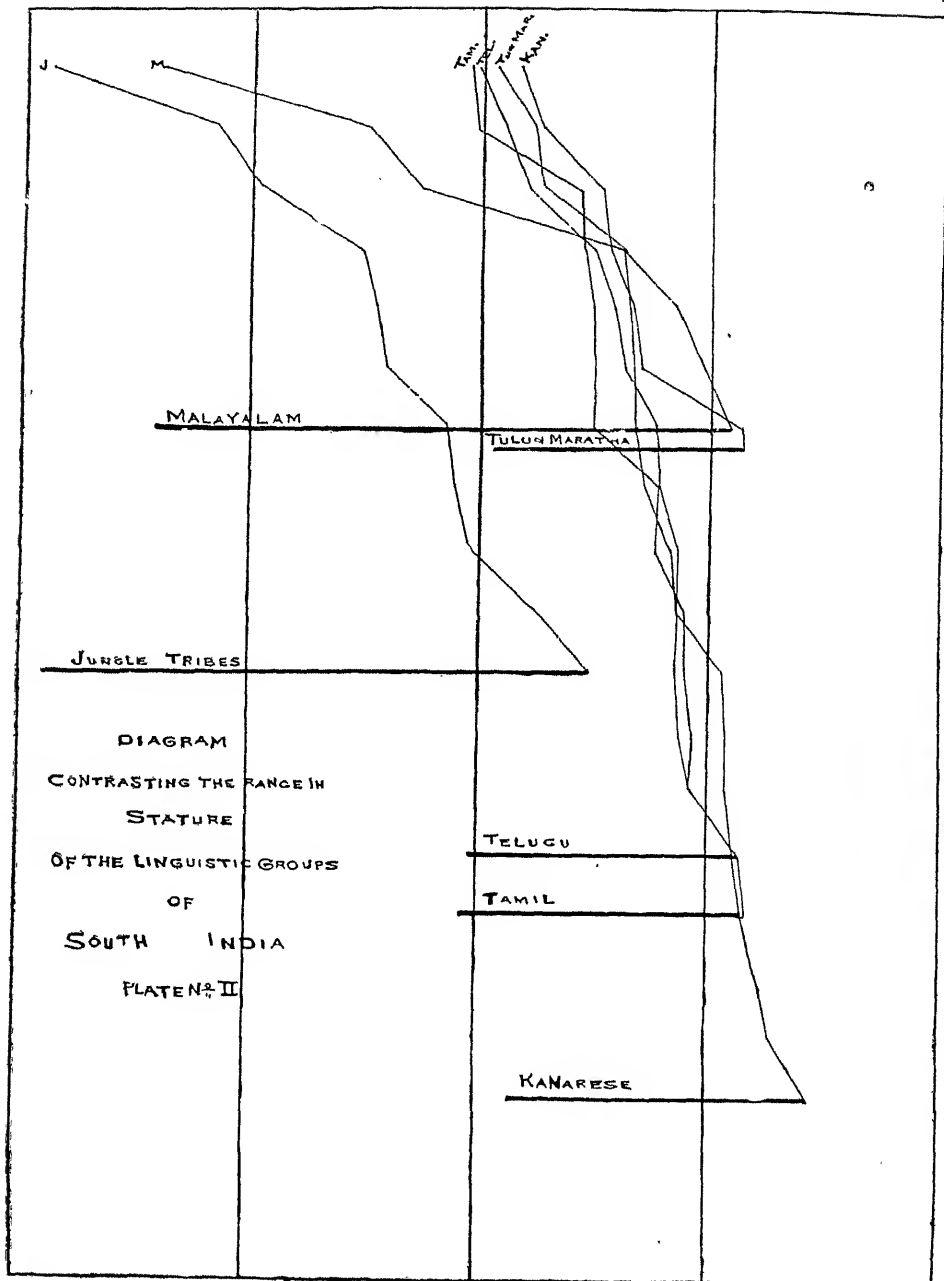 J
M
TAM.
TEL.
TU & MAR.
KAN.
MALAYALAM
TULU & MARATHA
JUNGLE TRIBES
DIAGRAM
CONTRASTING THE RANGE IN
STATURE
OF THE LINGUISTIC GROUPS
OF
SOUTH INDIA
PLATE No II
TELUGU
TAMIL
KANARESE